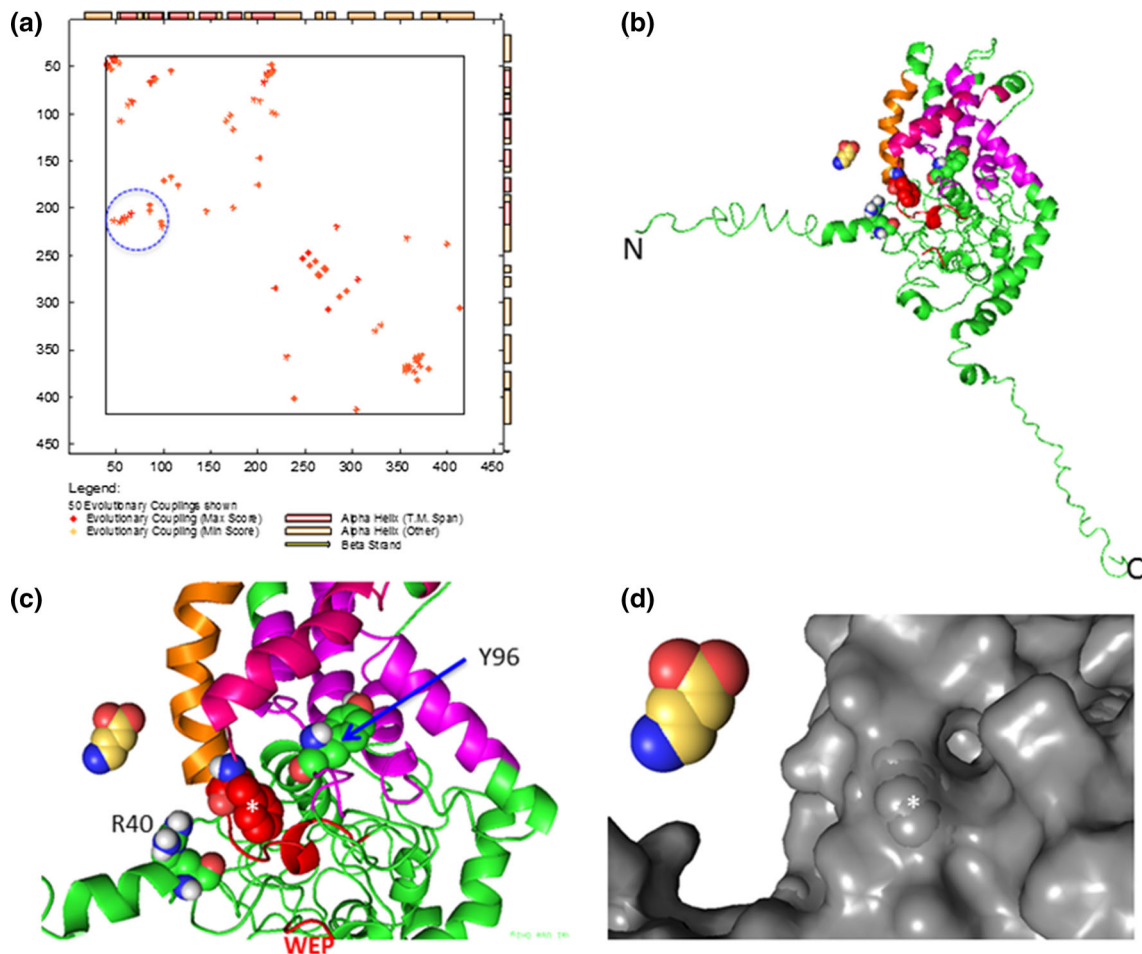 (a)
50
100
150
200
250
300
350
400
450
50 100 150 200 250 300 350 400 450
Legend:
50 Evolutionary Couplings shown
Evolutionary Coupling (Max Score)
Evolutionary Coupling (Min Score)
Alpha Helix (T.M. Span)
Alpha Helix (Other)
Beta Strand
(b)
N
C
(c)
Y96
R40
*
WEP
(d)
*